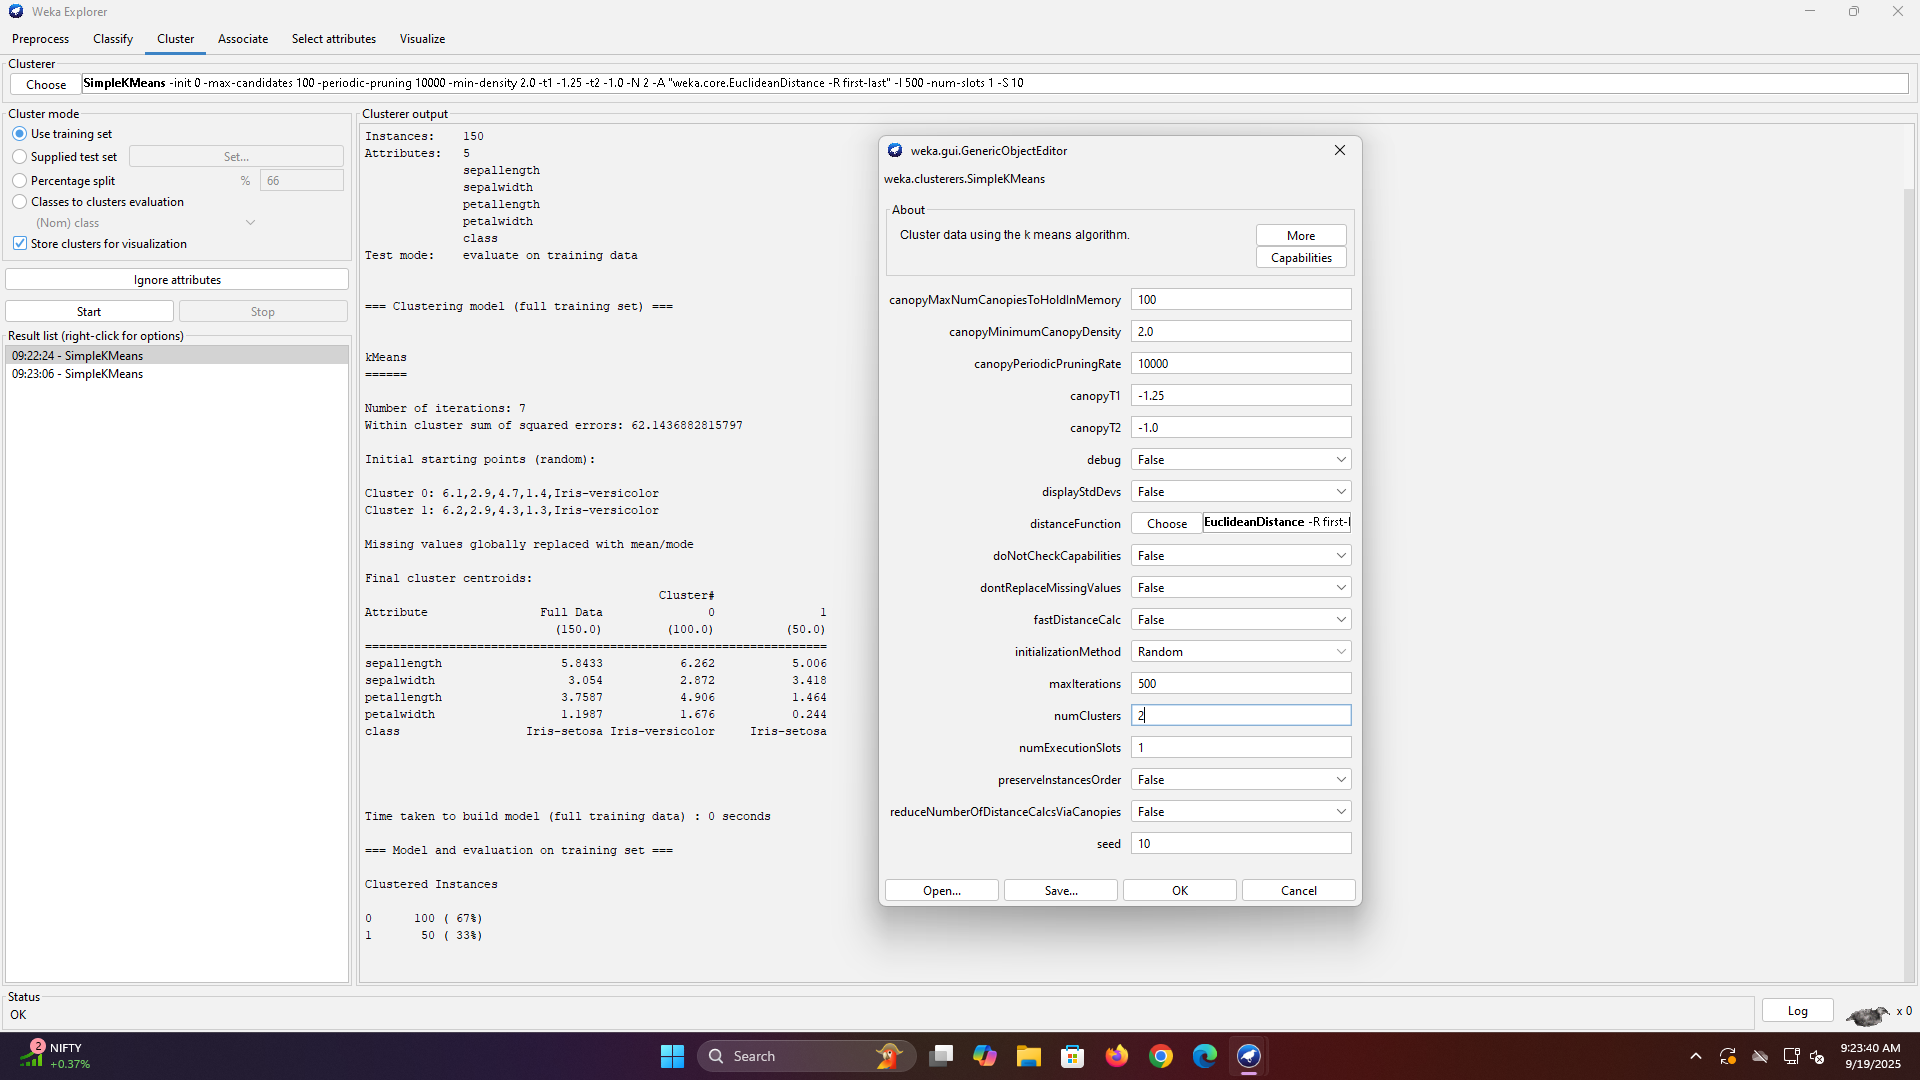 Weka Explorer
Preprocess Classify Cluster Associate Select attributes Visualize
Clusterer
Choose SimpleKMeans -init 0 -max-candidates 100 -periodic-pruning 10000 -min-density 2.0 -t1 -1.25 -t2 -1.0 -N 2 -A "weka.core.EuclideanDistance -R first-last" -I 500 -num-slots 1 -S 10
Cluster mode
Use training set
Supplied test set Set...
Percentage split % 66
Classes to clusters evaluation
(Nom) class
Store clusters for visualization
Ignore attributes
Start Stop
Result list (right-click for options)
09:22:24 - SimpleKMeans
09:23:06 - SimpleKMeans
Clusterer output
Instances: 150
Attributes: 5
sepallength
sepalwidth
petallength
petalwidth
class
Test mode: evaluate on training data
=== Clustering model (full training set) ===
kMeans
======
Number of iterations: 7
Within cluster sum of squared errors: 62.1436882815797
Initial starting points (random):
Cluster 0: 6.1,2.9,4.7,1.4,Iris-versicolor
Cluster 1: 6.2,2.9,4.3,1.3,Iris-versicolor
Missing values globally replaced with mean/mode
Final cluster centroids:
Cluster#
Attribute Full Data 0 1
(150.0) (100.0) (50.0)
==================================================================
sepallength 5.8433 6.262 5.006
sepalwidth 3.054 2.872 3.418
petallength 3.7587 4.906 1.464
petalwidth 1.1987 1.676 0.244
class Iris-setosa Iris-versicolor Iris-setosa
Time taken to build model (full training data) : 0 seconds
=== Model and evaluation on training set ===
Clustered Instances
0 100 ( 67%)
1 50 ( 33%)
weka.gui.GenericObjectEditor
weka.clusterers.SimpleKMeans
About
Cluster data using the k means algorithm.
More
Capabilities
canopyMaxNumCanopiesToHoldInMemory 100
canopyMinimumCanopyDensity 2.0
canopyPeriodicPruningRate 10000
canopyT1 -1.25
canopyT2 -1.0
debug False
displayStdDevs False
distanceFunction Choose EuclideanDistance -R first-l
doNotCheckCapabilities False
dontReplaceMissingValues False
fastDistanceCalc False
initializationMethod Random
maxIterations 500
numClusters 2
numExecutionSlots 1
preserveInstancesOrder False
reduceNumberOfDistanceCalcsViaCanopies False
seed 10
Open... Save... OK Cancel
Status
OK
Log x 0
2 NIFTY
+0.37%
Search
9:23:40 AM
9/19/2025